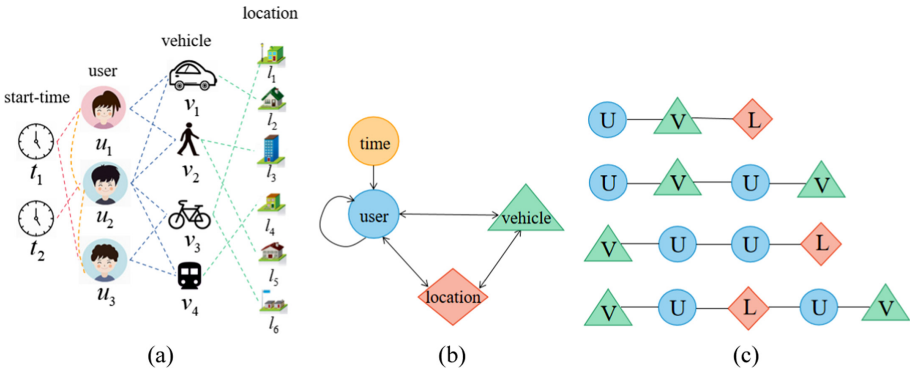 start-time
user
vehicle
location
t1
t2
u1
u2
u3
v1
v2
v3
v4
l1
l2
l3
l4
l5
l6
(a)
time
user
vehicle
location
(b)
U V L
U V U V
V U U L
V U L U V
(c)